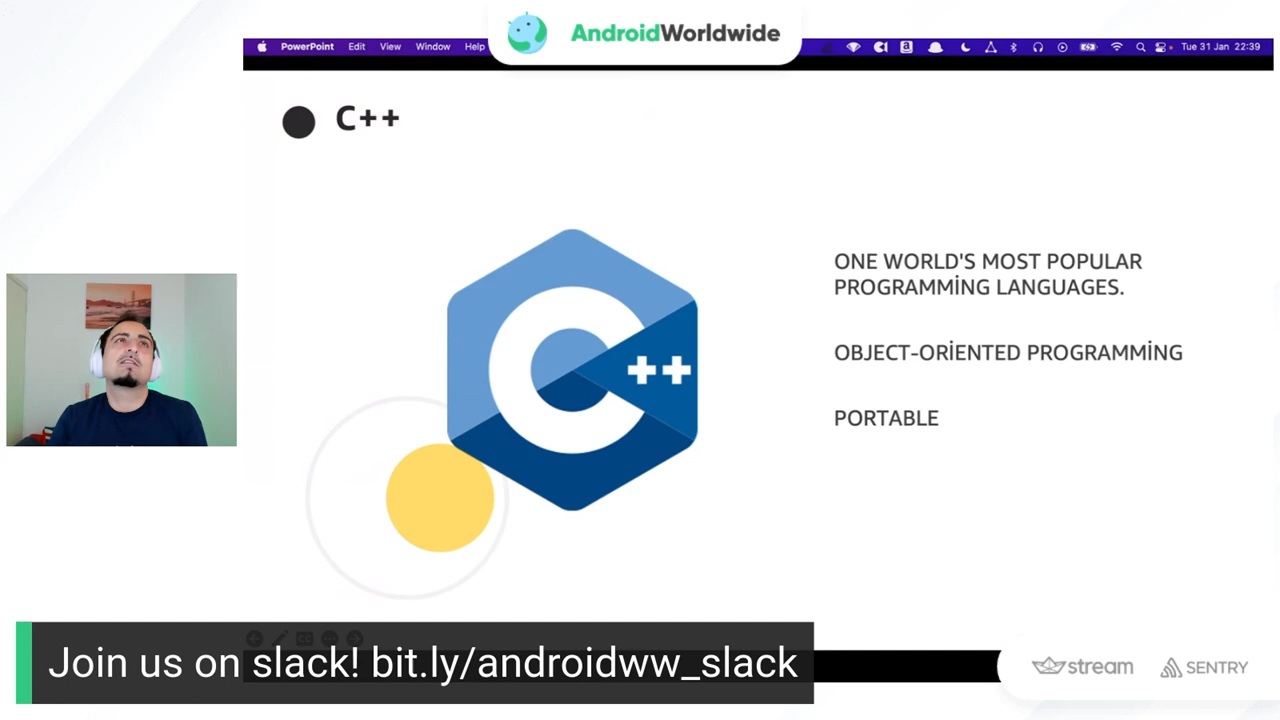 AndroidWorldwide
PowerPoint Edit View Window Help
Tue 31 Jan 22:39
C++
C++
ONE WORLD'S MOST POPULAR
PROGRAMMİNG LANGUAGES.
OBJECT-ORİENTED PROGRAMMİNG
PORTABLE
Join us on slack! bit.ly/androidww_slack
stream
SENTRY